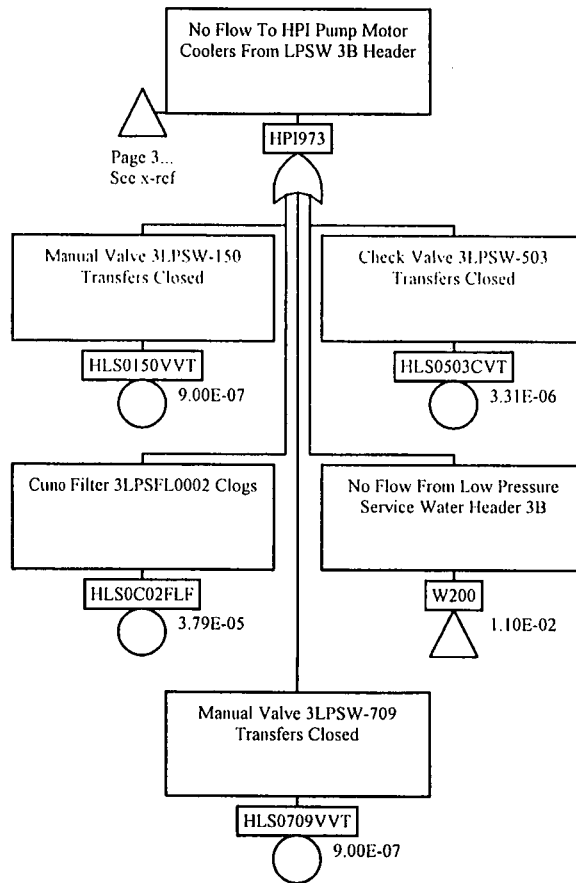 No Flow To HPI Pump Motor
Coolers From LPSW 3B Header
HPI973
Page 3...
See x-ref
Manual Valve 3LPSW-150
Transfers Closed
HLS0150VVT
9.00E-07
Check Valve 3LPSW-503
Transfers Closed
HLS0503CVT
3.31E-06
Cuno Filter 3LPSFL0002 Clogs
HLS0C02FLF
3.79E-05
No Flow From Low Pressure
Service Water Header 3B
W200
1.10E-02
Manual Valve 3LPSW-709
Transfers Closed
HLS0709VVT
9.00E-07